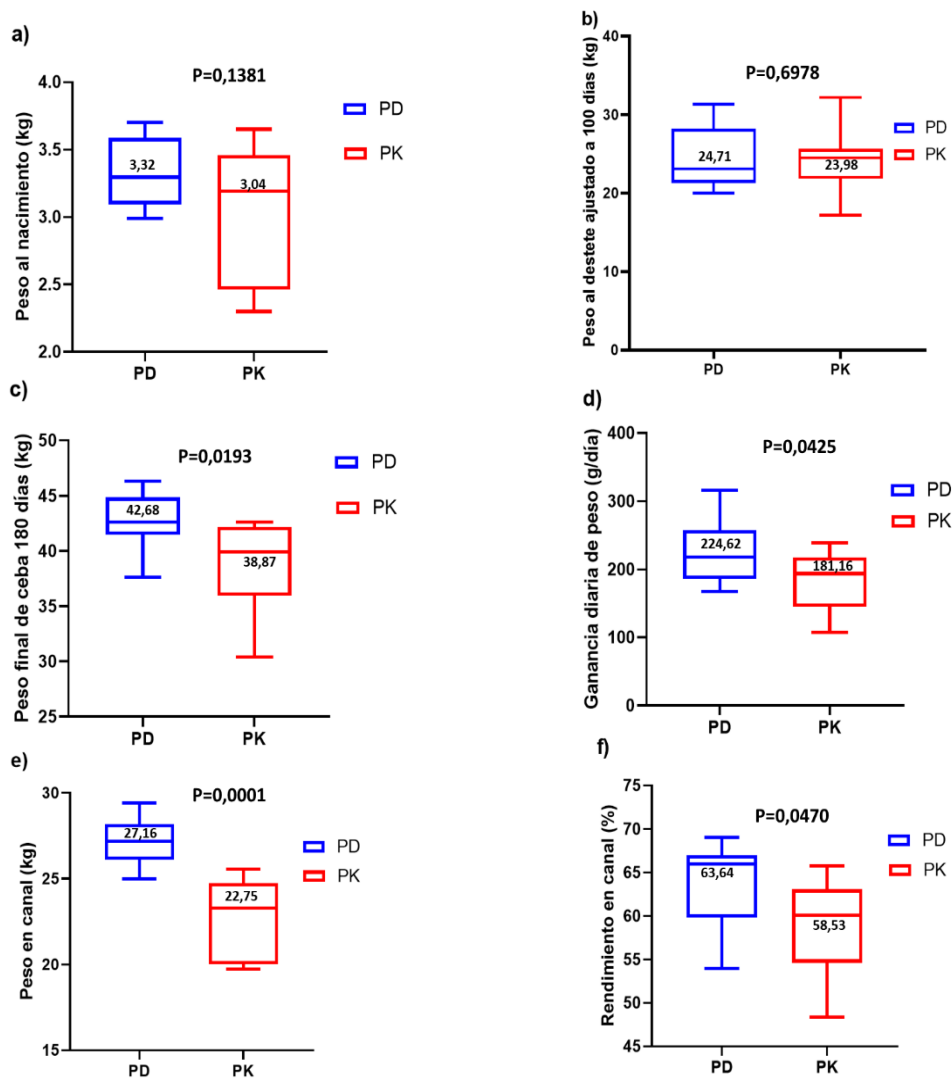 a)
P=0,1381
Peso al nacimiento (kg)
4.0
3.5
3.0
2.5
2.0
3,32
3,04
PD
PK
PD
PK
b)
P=0,6978
Peso al destete ajustado a 100 días (kg)
40
30
20
10
0
24,71
23,98
PD
PK
PD
PK
c)
P=0,0193
Peso final de ceba 180 días (kg)
50
45
40
35
30
25
42,68
38,87
PD
PK
PD
PK
d)
P=0,0425
Ganancia diaria de peso (g/día)
400
300
200
100
0
224,62
181,16
PD
PK
PD
PK
e)
P=0,0001
Peso en canal (kg)
30
25
20
15
27,16
22,75
PD
PK
PD
PK
f)
P=0,0470
Rendimiento en canal (%)
75
70
65
60
55
50
45
63,64
58,53
PD
PK
PD
PK